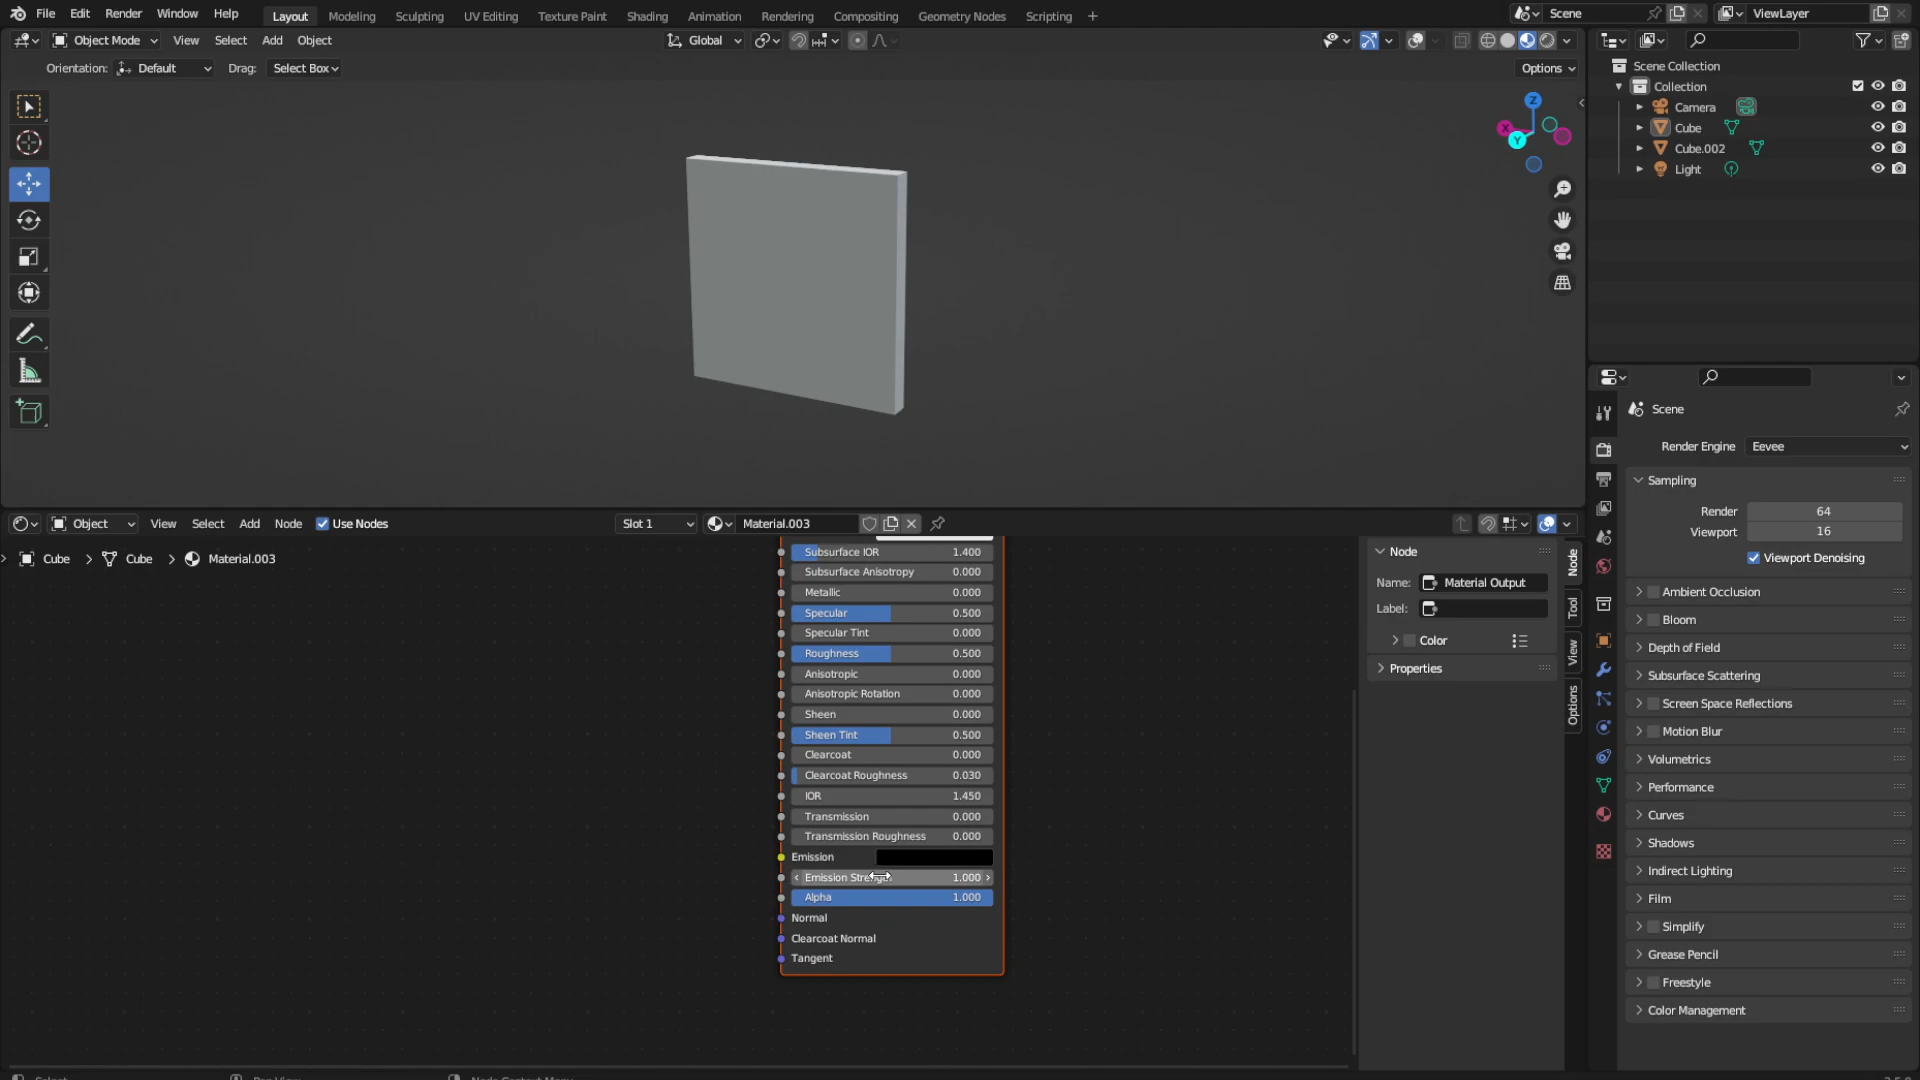 File Edit Render Window Help Layout Modeling Sculpting UV Editing Texture Paint Shading Animation Rendering Compositing Geometry Nodes Scripting + Scene ViewLayer
Object Mode View Select Add Object Global
Orientation: Default Drag: Select Box Options
Z
X
Y
Scene Collection
Collection
Camera
Cube
Cube.002
Light
Scene
Render Engine Eevee
Sampling
Render 64
Viewport 16
Viewport Denoising
Ambient Occlusion
Bloom
Depth of Field
Subsurface Scattering
Screen Space Reflections
Motion Blur
Volumetrics
Performance
Curves
Shadows
Indirect Lighting
Film
Simplify
Grease Pencil
Freestyle
Color Management
Object View Select Add Node Use Nodes Slot 1 Material.003
Cube > Cube > Material.003
Subsurface IOR 1.400
Subsurface Anisotropy 0.000
Metallic 0.000
Specular 0.500
Specular Tint 0.000
Roughness 0.500
Anisotropic 0.000
Anisotropic Rotation 0.000
Sheen 0.000
Sheen Tint 0.500
Clearcoat 0.000
Clearcoat Roughness 0.030
IOR 1.450
Transmission 0.000
Transmission Roughness 0.000
Emission
Emission Strength 1.000
Alpha 1.000
Normal
Clearcoat Normal
Tangent
Node
Name: Material Output
Label:
Color
Properties
Node
Tool
View
Options